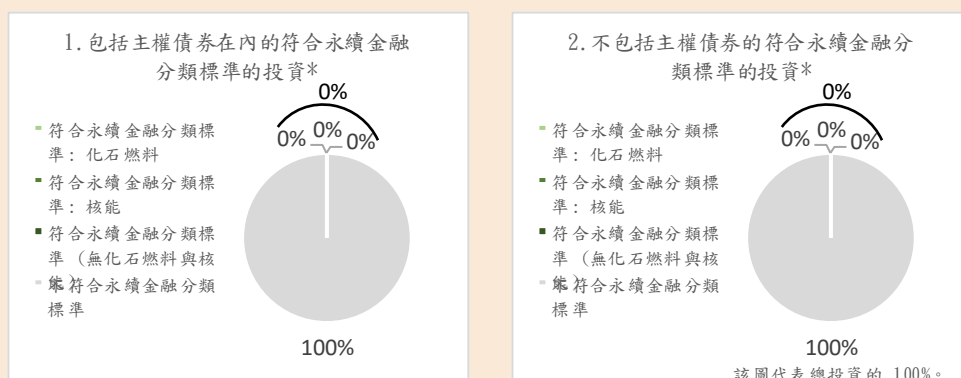 1.包括主權債券在內的符合永續金融
分類標準的投資*
0%
0%
0%
0%
符合永續金融分類標
準: 化石燃料
符合永續金融分類標
準: 核能
符合永續金融分類標
準 (無化石燃料與核
能)
未符合永續金融分類
標準
100%
2.不包括主權債券的符合永續金融分
類標準的投資*
0%
0%
0%
0%
符合永續金融分類標
準: 化石燃料
符合永續金融分類標
準: 核能
符合永續金融分類標
準 (無化石燃料與核
能)
未符合永續金融分類
標準
100%
該圖代表總投資的 100%。